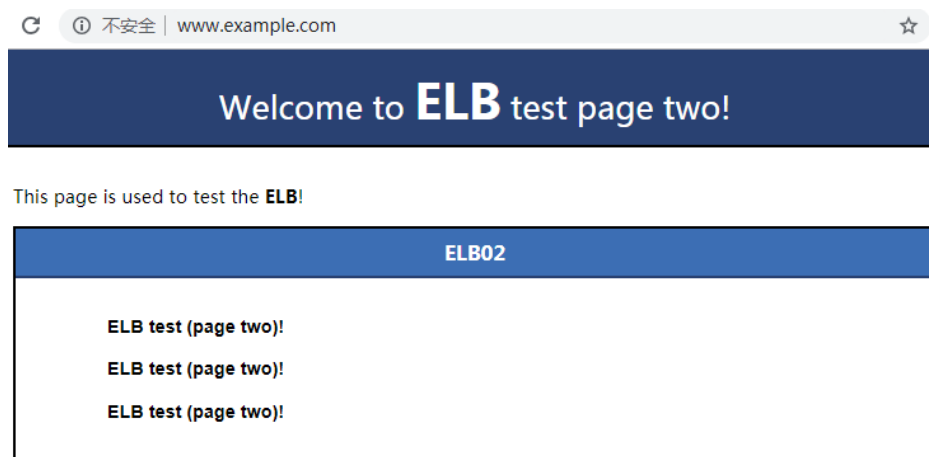 不安全 | www.example.com
Welcome to ELB test page two!
This page is used to test the ELB!
ELB02
ELB test (page two)!
ELB test (page two)!
ELB test (page two)!